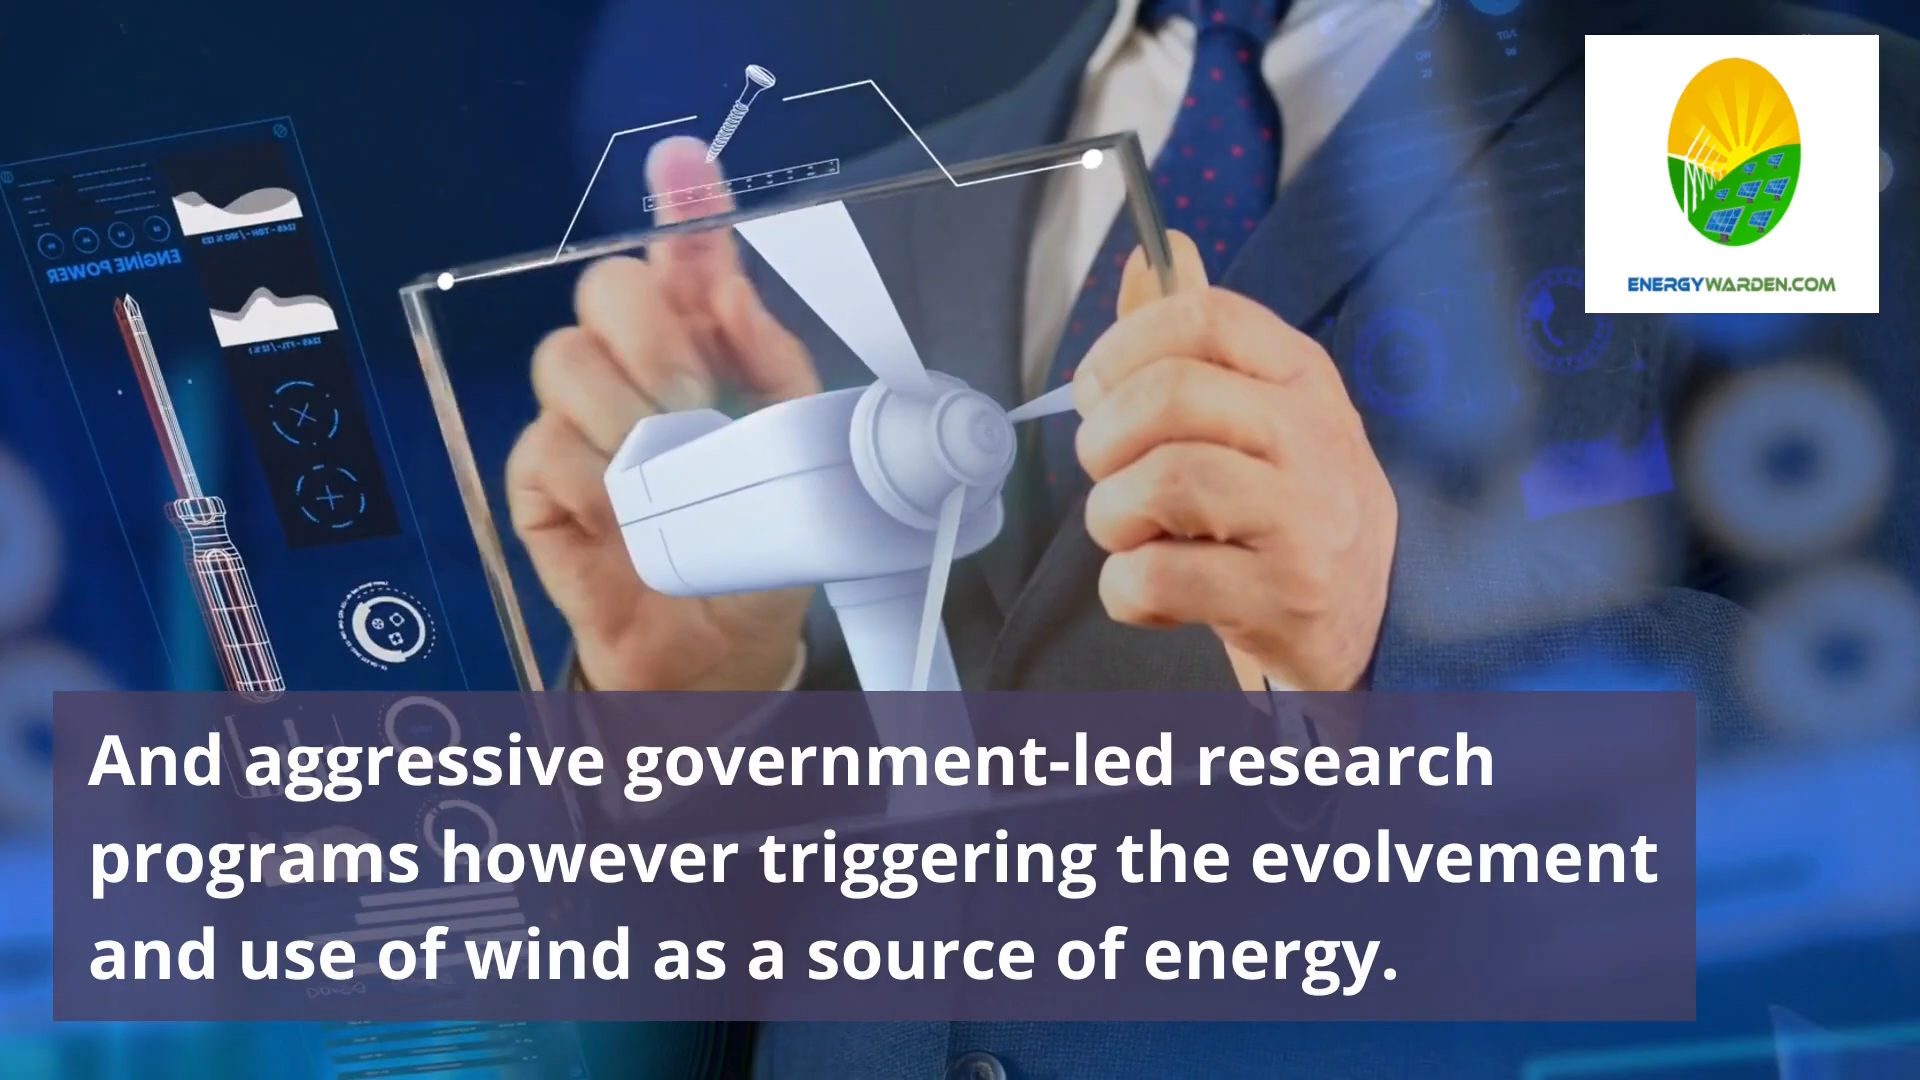 ENERGYWARDEN.COM
ENGINE POWER
And aggressive government-led research
programs however triggering the evolvement
and use of wind as a source of energy.